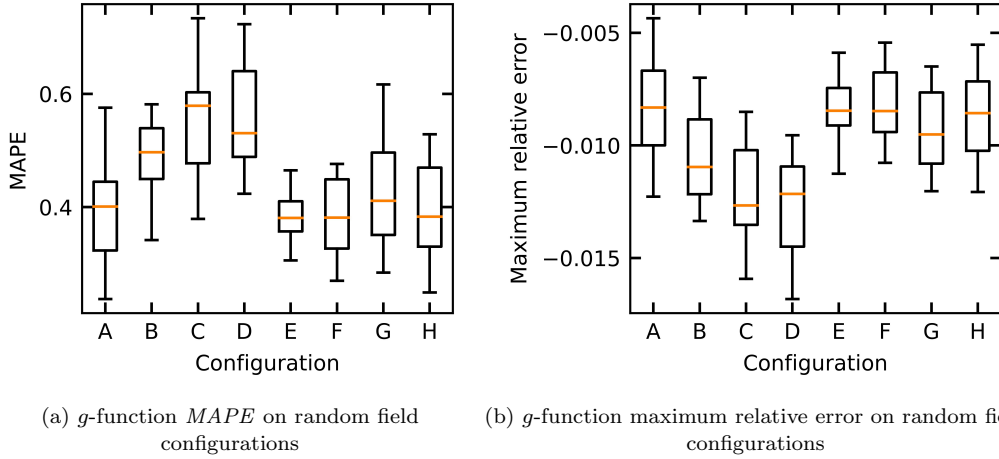 MAPE
0.6
0.4
A B C D E F G H
Configuration
(a) g-function MAPE on random field
configurations
Maximum relative error
−0.005
−0.010
−0.015
A B C D E F G H
Configuration
(b) g-function maximum relative error on random
configurations